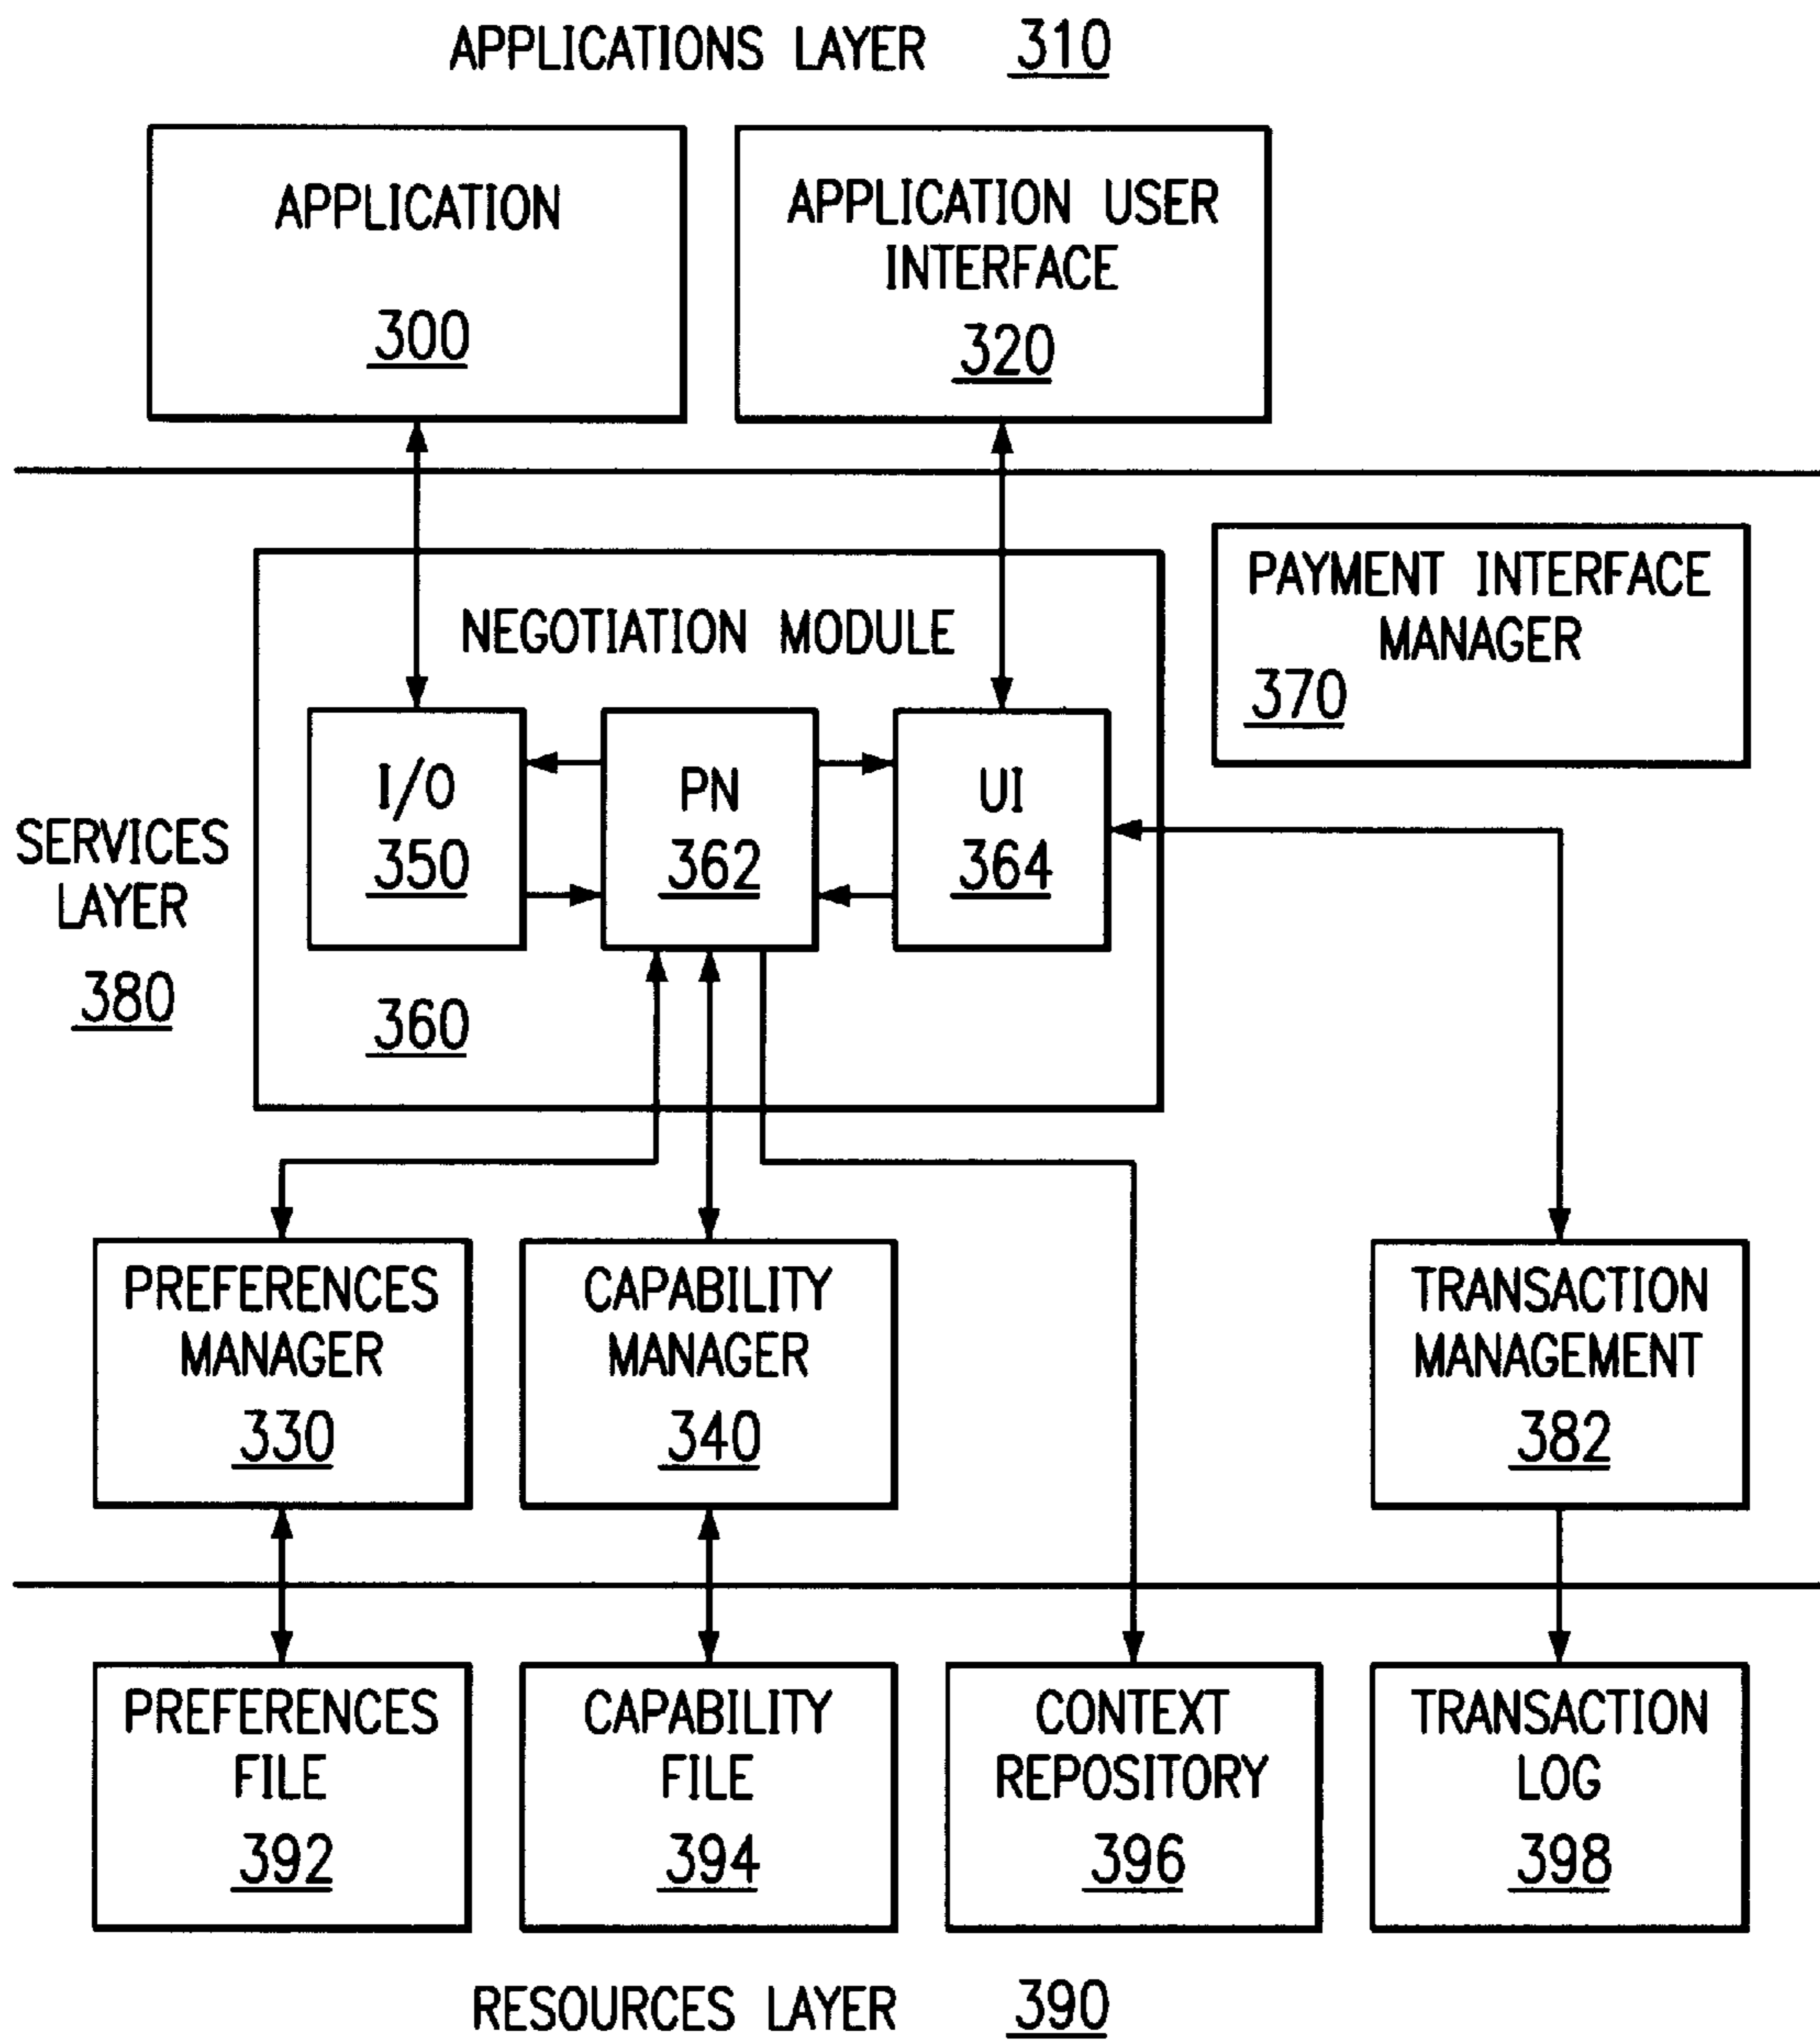 APPLICATIONS LAYER 310
APPLICATION
300
APPLICATION USER
INTERFACE
320
PAYMENT INTERFACE
MANAGER
370
NEGOTIATION MODULE
I/O
350
PN
362
UI
364
360
SERVICES
LAYER
380
PREFERENCES
MANAGER
330
CAPABILITY
MANAGER
340
TRANSACTION
MANAGEMENT
382
PREFERENCES
FILE
392
CAPABILITY
FILE
394
CONTEXT
REPOSITORY
396
TRANSACTION
LOG
398
RESOURCES LAYER 390